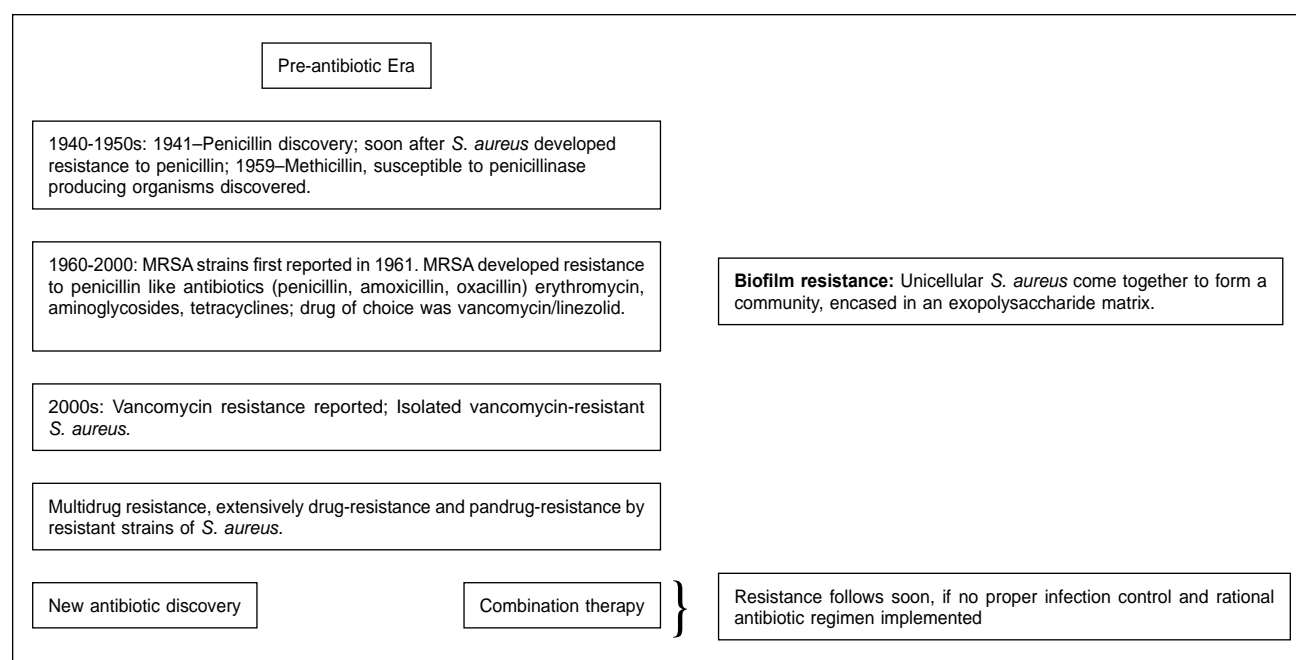 Pre-antibiotic Era
1940-1950s: 1941–Penicillin discovery; soon after S. aureus developed
resistance to penicillin; 1959–Methicillin, susceptible to penicillinase
producing organisms discovered.
1960-2000: MRSA strains first reported in 1961. MRSA developed resistance
to penicillin like antibiotics (penicillin, amoxicillin, oxacillin) erythromycin,
aminoglycosides, tetracyclines; drug of choice was vancomycin/linezolid.
Biofilm resistance: Unicellular S. aureus come together to form a
community, encased in an exopolysaccharide matrix.
2000s: Vancomycin resistance reported; Isolated vancomycin-resistant
S. aureus.
Multidrug resistance, extensively drug-resistance and pandrug-resistance by
resistant strains of S. aureus.
New antibiotic discovery
Combination therapy
}
Resistance follows soon, if no proper infection control and rational
antibiotic regimen implemented